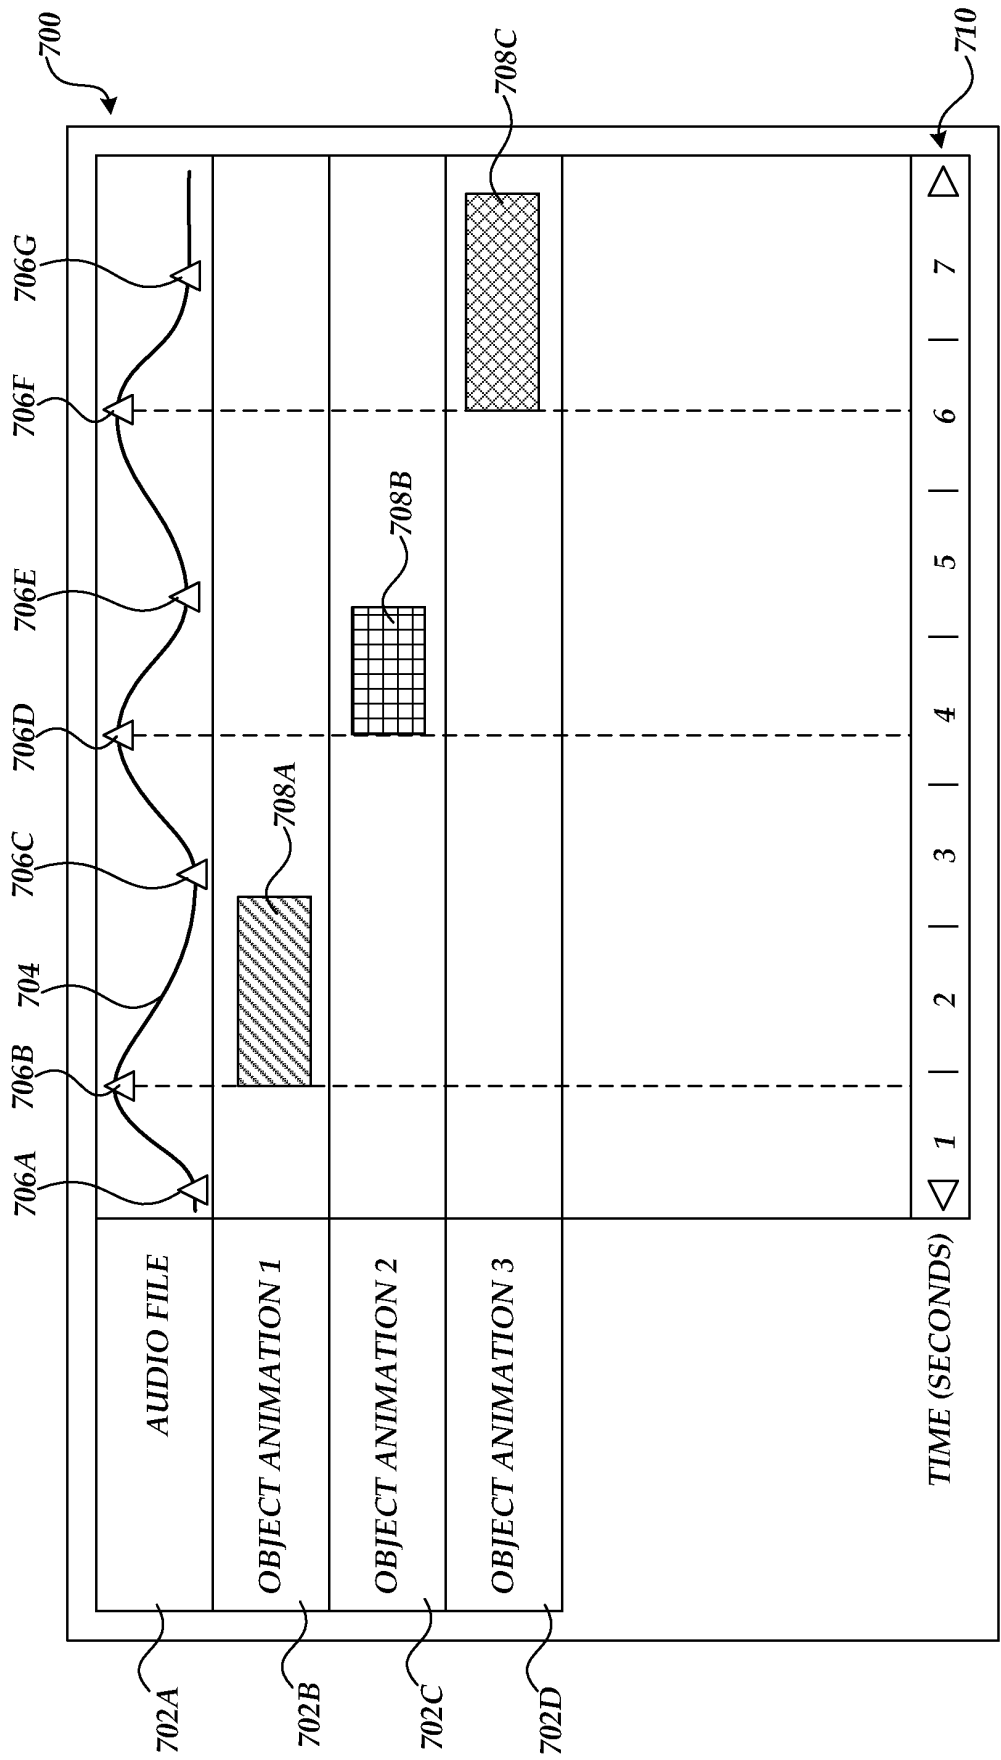 700
706A
706B
704
706C
706D
706E
706F
706G
702A
AUDIO FILE
702B
OBJECT ANIMATION 1
708A
702C
OBJECT ANIMATION 2
708B
702D
OBJECT ANIMATION 3
708C
TIME (SECONDS)
1 | 2 | 3 | 4 | 5 | 6 | 7
710